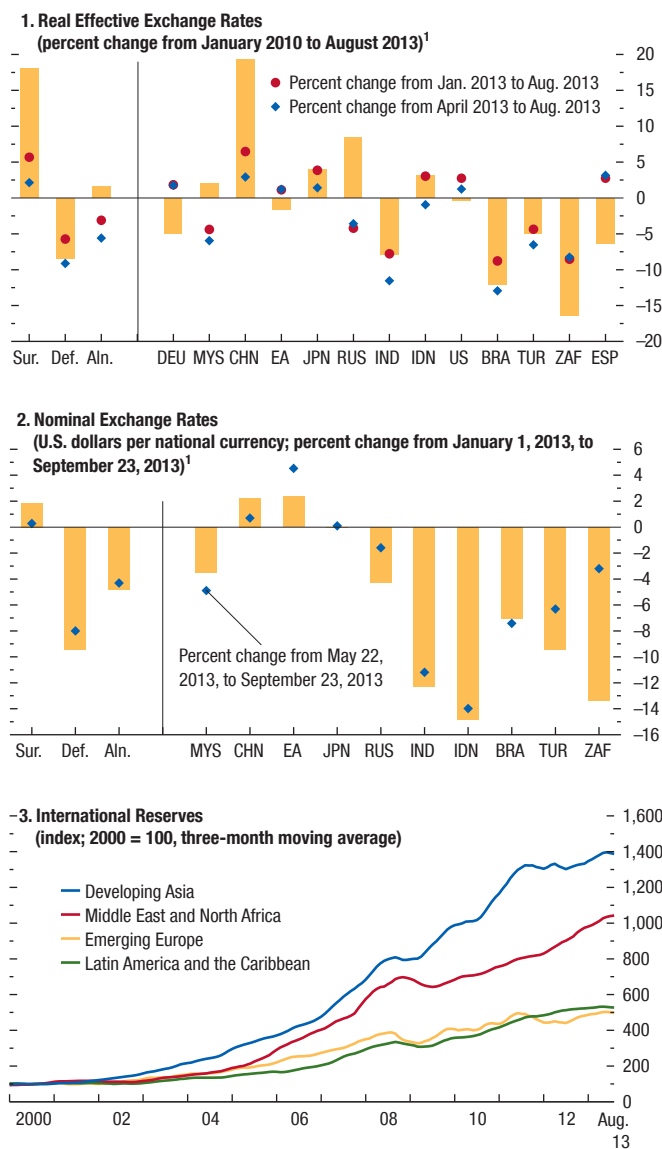 1. Real Effective Exchange Rates
(percent change from January 2010 to August 2013)1
Percent change from Jan. 2013 to Aug. 2013
Percent change from April 2013 to Aug. 2013
20
15
10
5
0
–5
–10
–15
–20
Sur. Def. Aln. DEU MYS CHN EA JPN RUS IND IDN US BRA TUR ZAF ESP
2. Nominal Exchange Rates
(U.S. dollars per national currency; percent change from January 1, 2013, to
September 23, 2013)1
6
4
2
0
–2
–4
–6
–8
–10
–12
–14
–16
Percent change from May 22,
2013, to September 23, 2013
Sur. Def. Aln. MYS CHN EA JPN RUS IND IDN BRA TUR ZAF
3. International Reserves
(index; 2000 = 100, three-month moving average)
Developing Asia
Middle East and North Africa
Emerging Europe
Latin America and the Caribbean
1,600
1,400
1,200
1,000
800
600
400
200
0
2000 02 04 06 08 10 12 Aug.
13